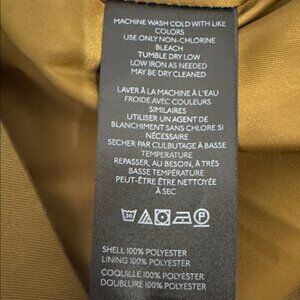 MACHINE WASH COLD WITH LIKE
COLORS
USE ONLY NON-CHLORINE
BLEACH
TUMBLE DRY LOW
LOW IRON AS NEEDED
MAY BE DRY CLEANED
LAVER À LA MACHINE À L'EAU
FROIDE AVEC COULEURS
SIMILAIRES
UTILISER UN AGENT DE
BLANCHIMENT SANS CHLORE SI
NÉCESSAIRE
SECHER PAR CULBUTAGE À BASSE
TEMPERATURE
REPASSER, AU BESOIN, À TRÉS
BASSE TEMPÉRATURE
PEUT-ÊTRE ÊTRE NETTOYÉE
À SEC
30 P
SHELL 100% POLYESTER
LINING 100% POLYESTER
COQUILLE 100% POLYESTER
DOUBLURE 100% POLYESTER